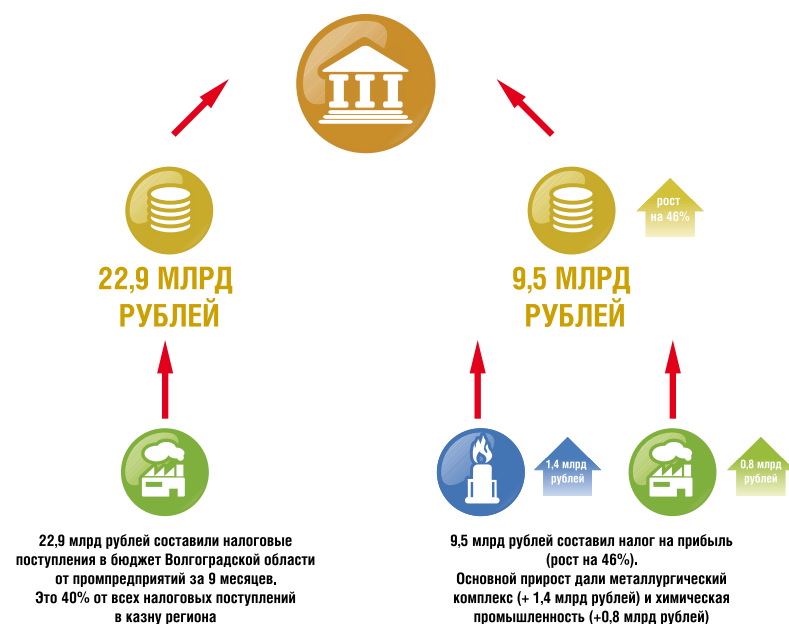 рост
на 46%
22,9 МЛРД
РУБЛЕЙ
9,5 МЛРД
РУБЛЕЙ
1,4 млрд
рублей
0,8 млрд
рублей
22,9 млрд рублей составили налоговые
поступления в бюджет Волгоградской области
от промпредприятий за 9 месяцев.
Это 40% от всех налоговых поступлений
в казну региона
9,5 млрд рублей составил налог на прибыль
(рост на 46%).
Основной прирост дали металлургический
комплекс (+ 1,4 млрд рублей) и химическая
промышленность (+0,8 млрд рублей)